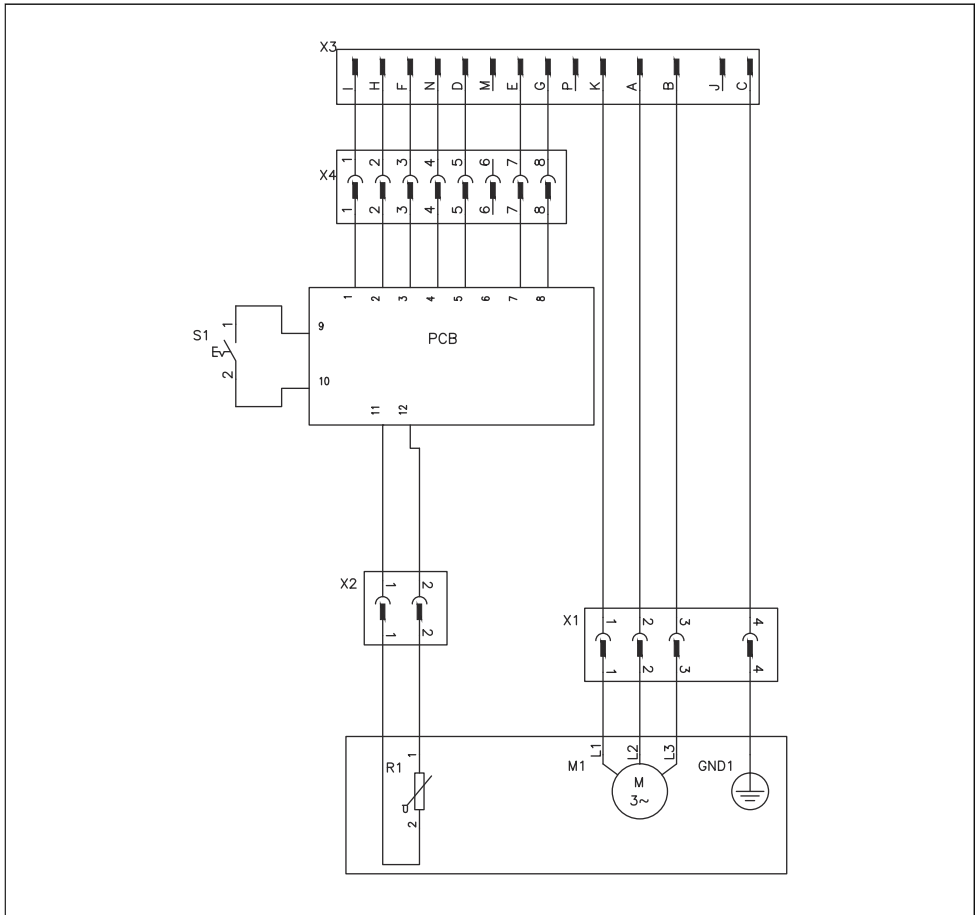 X3
I H F N D M E G P K A B J C
1 2 3 4 5 6 7 8
X4
1 2 3 4 5 6 7 8
1 2 3 4 5 6 7 8
S1
1
2
9
PCB
10
11 12
X2
1 2
1 2
X1
1 2 3 4
1 2 3 4
L1 L2 L3
R1
1
2
M1
M
3~
GND1